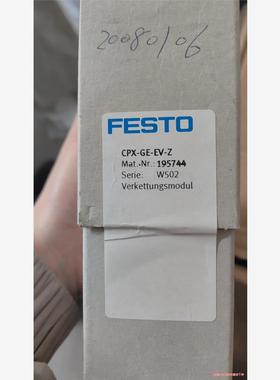 20080106
FESTO
CPX-GE-EV-Z
Mat.-Nr.: 195744
Serie: W502
Verkettungsmodul